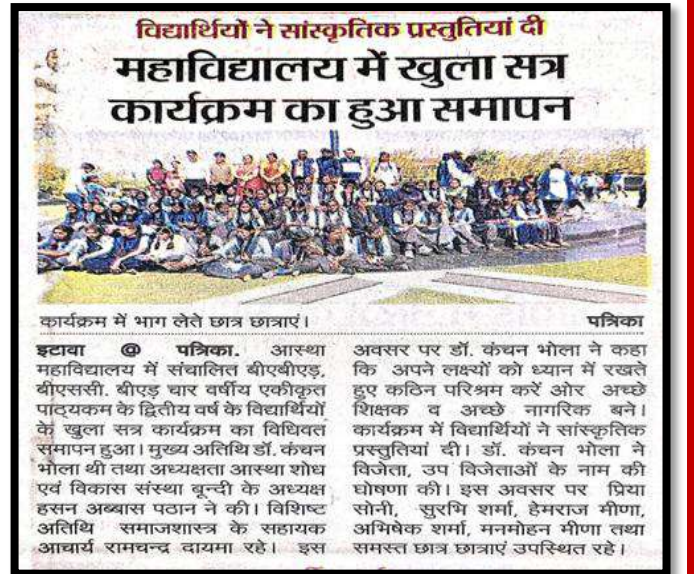 विद्यार्थियों ने सांस्कृतिक प्रस्तुतियां दी
महाविद्यालय में खुला सत्र
कार्यक्रम का हुआ समापन
कार्यक्रम में भाग लेते छात्र छात्राएं।
पत्रिका
इटावा @ पत्रिका. आस्था
महाविद्यालय में संचालित बीएबीएड,
बीएससी. बीएड़ चार वर्षीय एकीकृत
पाठ्यकम के द्वितीय वर्ष के विद्यार्थियों
के खुला सत्र कार्यक्रम का विधिवत
समापन हुआ। मुख्य अतिथि डॉ. कंचन
भोला थी तथा अध्यक्षता आस्था शोध
एवं विकास संस्था बून्दी के अध्यक्ष
हसन अब्बास पठान ने की। विशिष्ट
अतिथि समाजशास्त्र के सहायक
आचार्य रामचन्द्र दायमा रहे। इस
अवसर पर डॉ. कंचन भोला ने कहा
कि अपने लक्ष्यों को ध्यान में रखते
हुए कठिन परिश्रम करें ओर अच्छे
शिक्षक व अच्छे नागरिक बने।
कार्यक्रम में विद्यार्थियों ने सांस्कृतिक
प्रस्तुतियां दी। डॉ. कंचन भोला ने
विजेता, उप विजेताओं के नाम की
घोषणा की। इस अवसर पर प्रिया
सोनी, सुरभि शर्मा, हेमराज मीणा,
अभिषेक शर्मा, मनमोहन मीणा तथा
समस्त छात्र छात्राएं उपस्थित रहे।